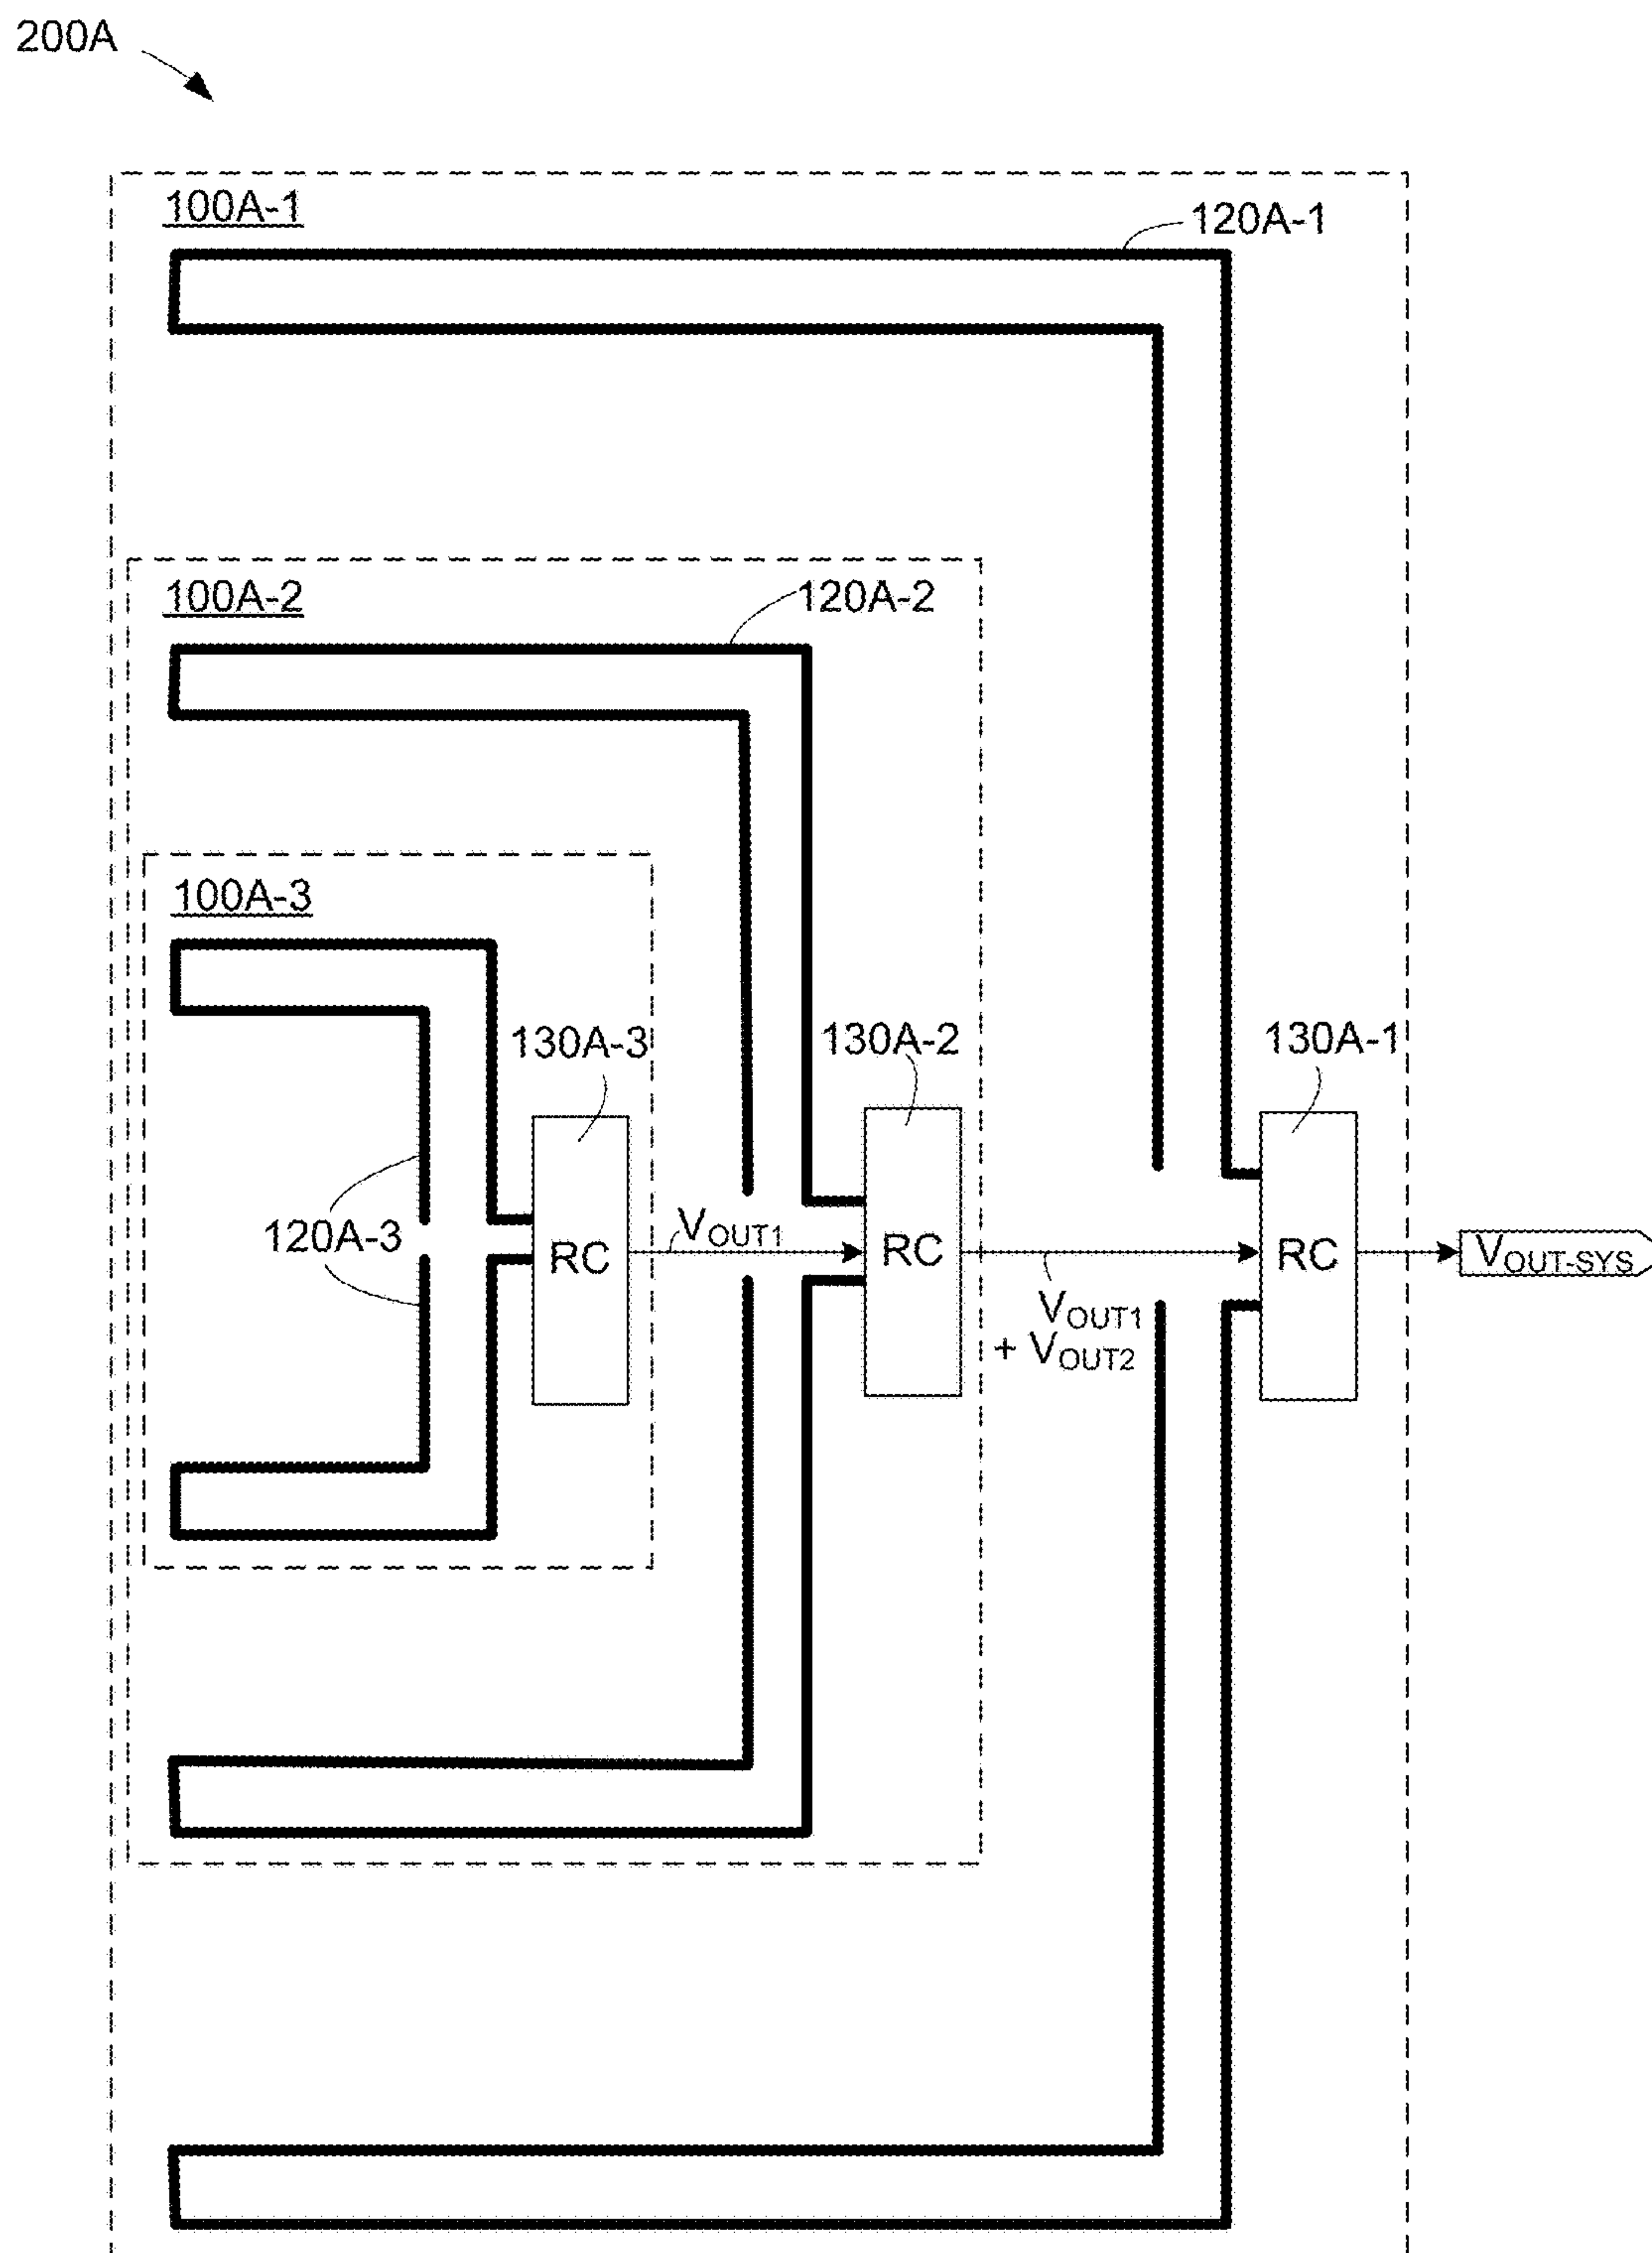 200A
100A-1
120A-1
100A-2
120A-2
100A-3
130A-3
130A-2
130A-1
120A-3
VOUT1
RC
RC
RC
VOUT-SYS
VOUT1
+ VOUT2